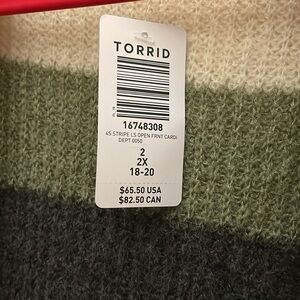 TORRID
16748308
4S STRIPE LS OPEN FRNT CARDI
DEPT 0050
2
2X
18-20
$65.50 USA
$82.50 CAN